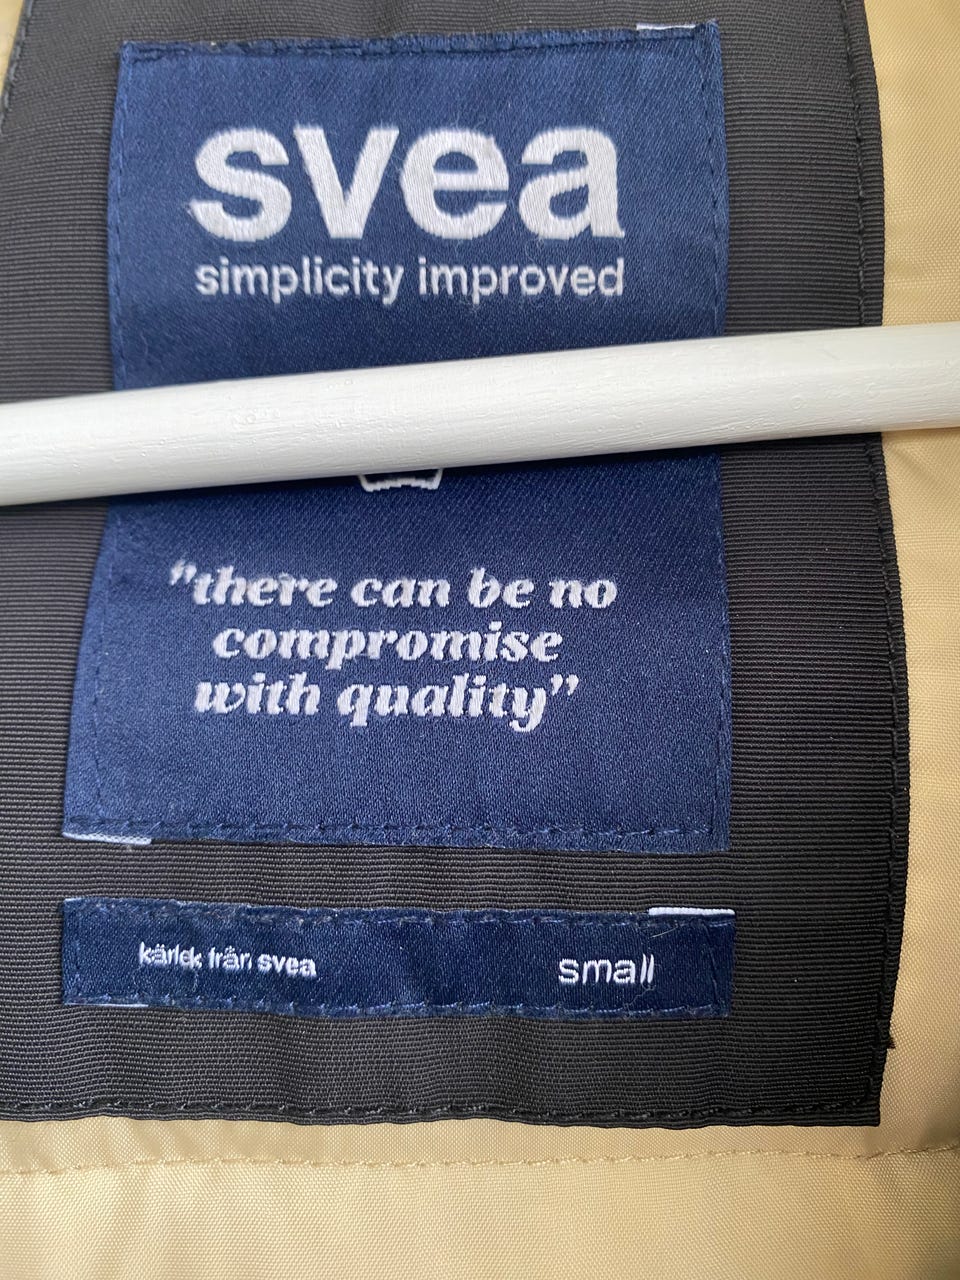 svea
simplicity improved
"there can be no
compromise
with quality"
kärlek från svea
small